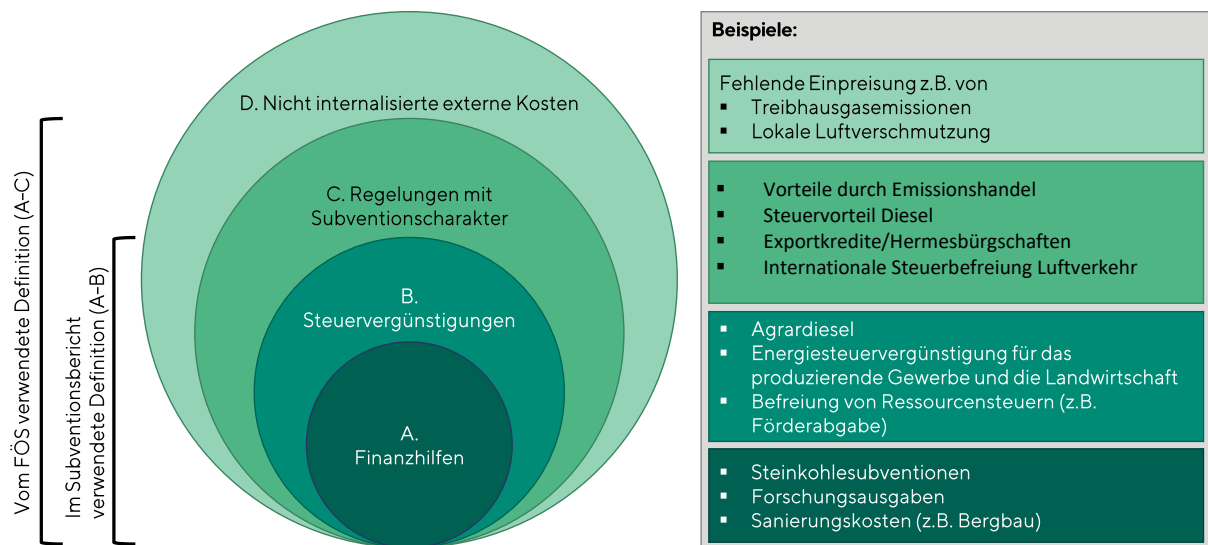 Vom FÖS verwendete Definition (A-C)
Im Subventionsbericht
verwendete Definition (A-B)
D. Nicht internalisierte externe Kosten
C. Regelungen mit
Subventionscharakter
B.
Steuervergünstigungen
A.
Finanzhilfen
Beispiele:
Fehlende Einpreisung z.B. von
▪ Treibhausgasemissionen
▪ Lokale Luftverschmutzung
▪ Vorteile durch Emissionshandel
▪ Steuervorteil Diesel
▪ Exportkredite/Hermesbürgschaften
▪ Internationale Steuerbefreiung Luftverkehr
▪ Agrardiesel
▪ Energiesteuervergünstigung für das
produzierende Gewerbe und die Landwirtschaft
▪ Befreiung von Ressourcensteuern (z.B.
Förderabgabe)
▪ Steinkohlesubventionen
▪ Forschungsausgaben
▪ Sanierungskosten (z.B. Bergbau)